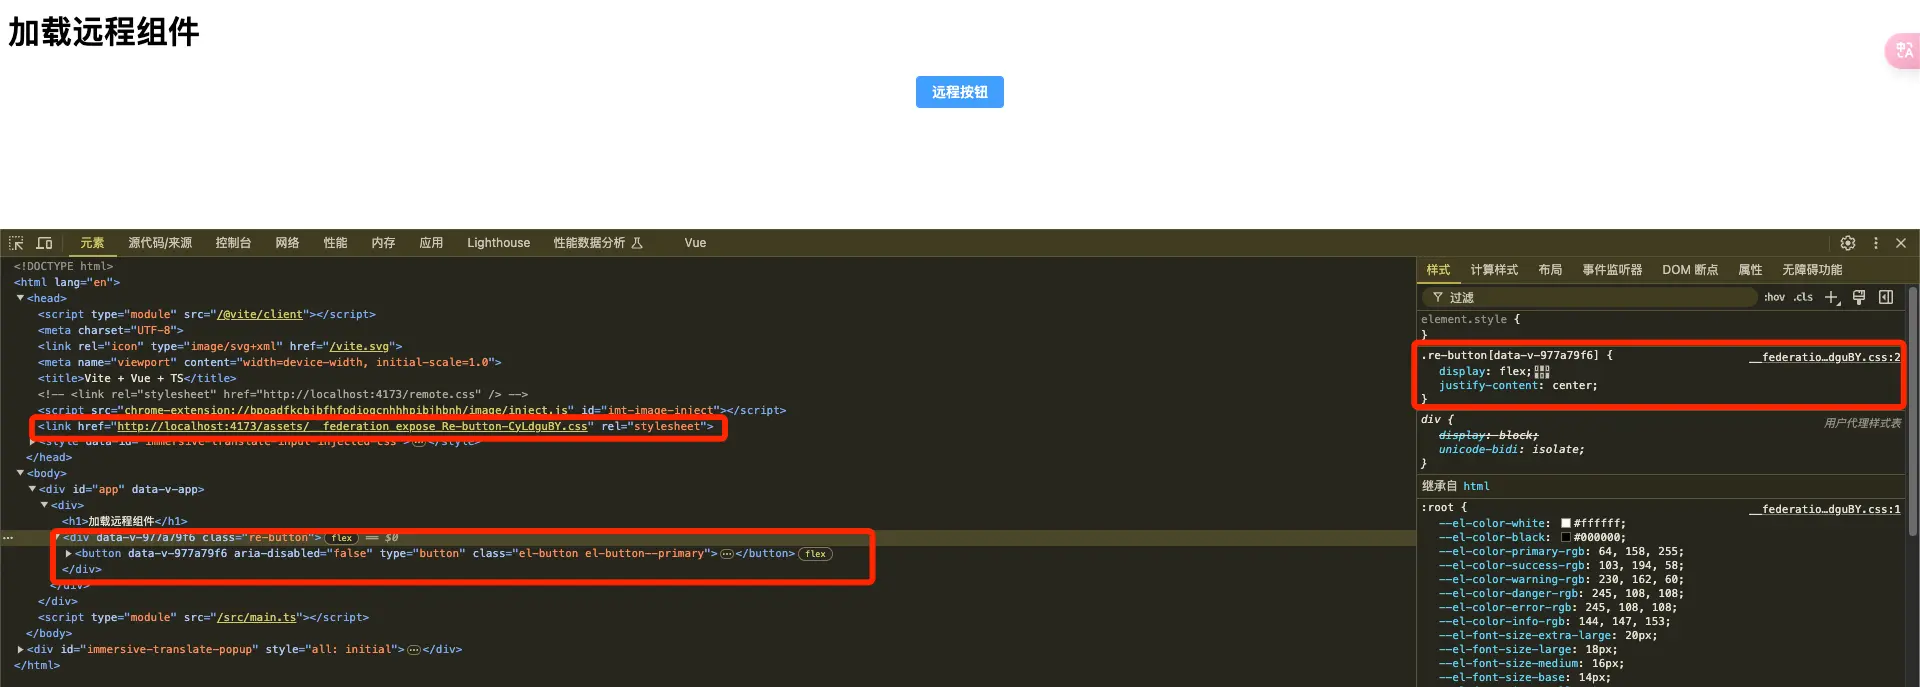 加载远程组件
远程按钮
元素 源代码/来源 控制台 网络 性能 内存 应用 Lighthouse 性能数据分析 Vue
<!DOCTYPE html>
<html lang="en">
<head>
<script type="module" src="/@vite/client"></script>
<meta charset="UTF-8">
<link rel="icon" type="image/svg+xml" href="/vite.svg">
<meta name="viewport" content="width=device-width, initial-scale=1.0">
<title>Vite + Vue + TS</title>
<!-- <link rel="stylesheet" href="http://localhost:4173/remote.css" /> -->
<script src="chrome-extension://bpoadfkcbjbfhfodiogcnhhhpibjhbnh/image/inject.js" id="imt-image-inject"></script>
<link href="http://localhost:4173/assets/__federation_expose_Re-button-CyLdguBY.css" rel="stylesheet">
<style data-id="immersive-translate-input-injected-css">…</style>
</head>
<body>
<div id="app" data-v-app>
<div>
<h1>加载远程组件</h1>
<div data-v-977a79f6 class="re-button"> flex == $0
<button data-v-977a79f6 aria-disabled="false" type="button" class="el-button el-button--primary">…</button> flex
</div>
</div>
</div>
<script type="module" src="/src/main.ts"></script>
</body>
<div id="immersive-translate-popup" style="all: initial">…</div>
</html>
样式 计算样式 布局 事件监听器 DOM 断点 属性 无障碍功能
过滤 :hov .cls
element.style {
}
.re-button[data-v-977a79f6] { __federatio…dguBY.css:2
display: flex;
justify-content: center;
}
div { 用户代理样式表
display: block;
unicode-bidi: isolate;
}
继承自 html
:root { __federatio…dguBY.css:1
--el-color-white: #ffffff;
--el-color-black: #000000;
--el-color-primary-rgb: 64, 158, 255;
--el-color-success-rgb: 103, 194, 58;
--el-color-warning-rgb: 230, 162, 60;
--el-color-danger-rgb: 245, 108, 108;
--el-color-error-rgb: 245, 108, 108;
--el-color-info-rgb: 144, 147, 153;
--el-font-size-extra-large: 20px;
--el-font-size-large: 18px;
--el-font-size-medium: 16px;
--el-font-size-base: 14px;